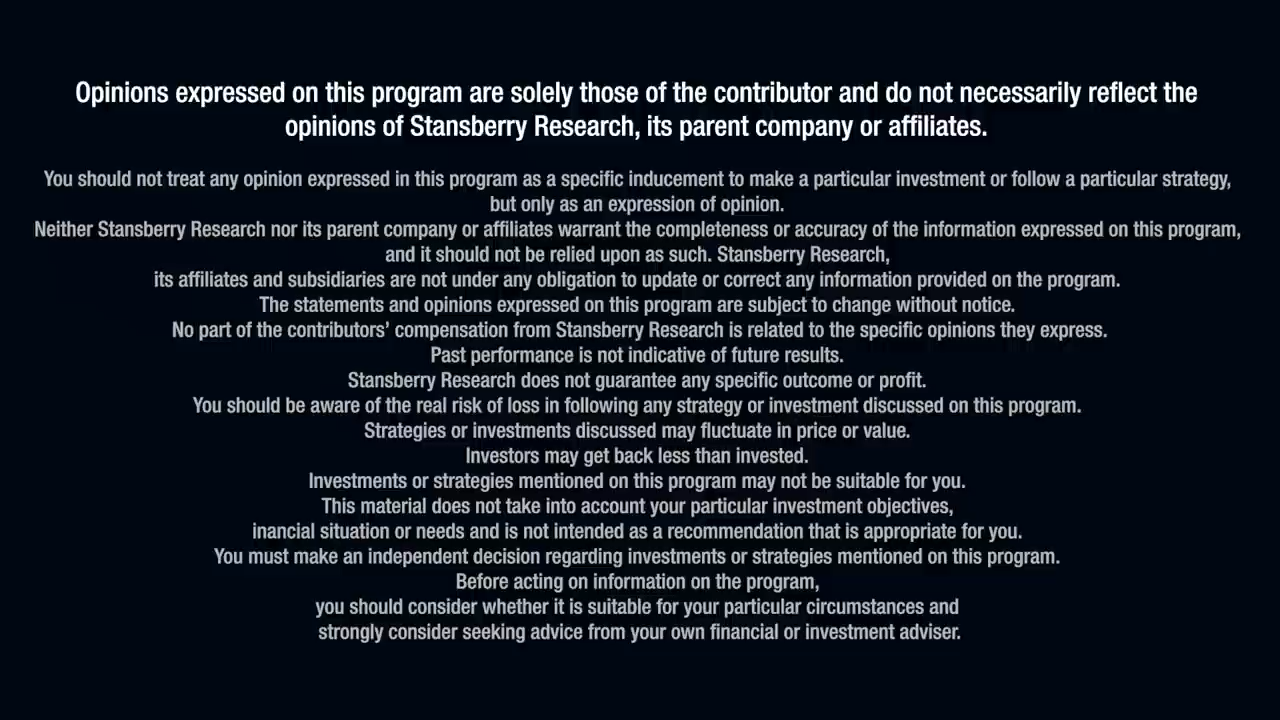 Opinions expressed on this program are solely those of the contributor and do not necessarily reflect the
opinions of Stansberry Research, its parent company or affiliates.
You should not treat any opinion expressed in this program as a specific inducement to make a particular investment or follow a particular strategy,
but only as an expression of opinion.
Neither Stansberry Research nor its parent company or affiliates warrant the completeness or accuracy of the information expressed on this program,
and it should not be relied upon as such. Stansberry Research,
its affiliates and subsidiaries are not under any obligation to update or correct any information provided on the program.
The statements and opinions expressed on this program are subject to change without notice.
No part of the contributors’ compensation from Stansberry Research is related to the specific opinions they express.
Past performance is not indicative of future results.
Stansberry Research does not guarantee any specific outcome or profit.
You should be aware of the real risk of loss in following any strategy or investment discussed on this program.
Strategies or investments discussed may fluctuate in price or value.
Investors may get back less than invested.
Investments or strategies mentioned on this program may not be suitable for you.
This material does not take into account your particular investment objectives,
inancial situation or needs and is not intended as a recommendation that is appropriate for you.
You must make an independent decision regarding investments or strategies mentioned on this program.
Before acting on information on the program,
you should consider whether it is suitable for your particular circumstances and
strongly consider seeking advice from your own financial or investment adviser.